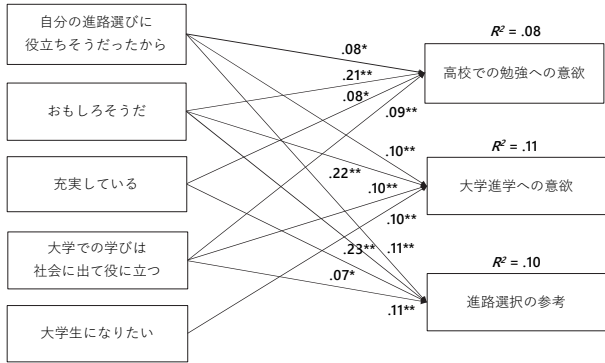 自分の進路選びに
役立ちそうだったから
おもしろそうだ
充実している
大学での学びは
社会に出て役に立つ
大学生になりたい
.08*
.21**
.08*
.09**
.10**
.22**
.10**
.10**
.23**
.11**
.07*
.11**
R² = .08
高校での勉強への意欲
R² = .11
大学進学への意欲
R² = .10
進路選択の参考